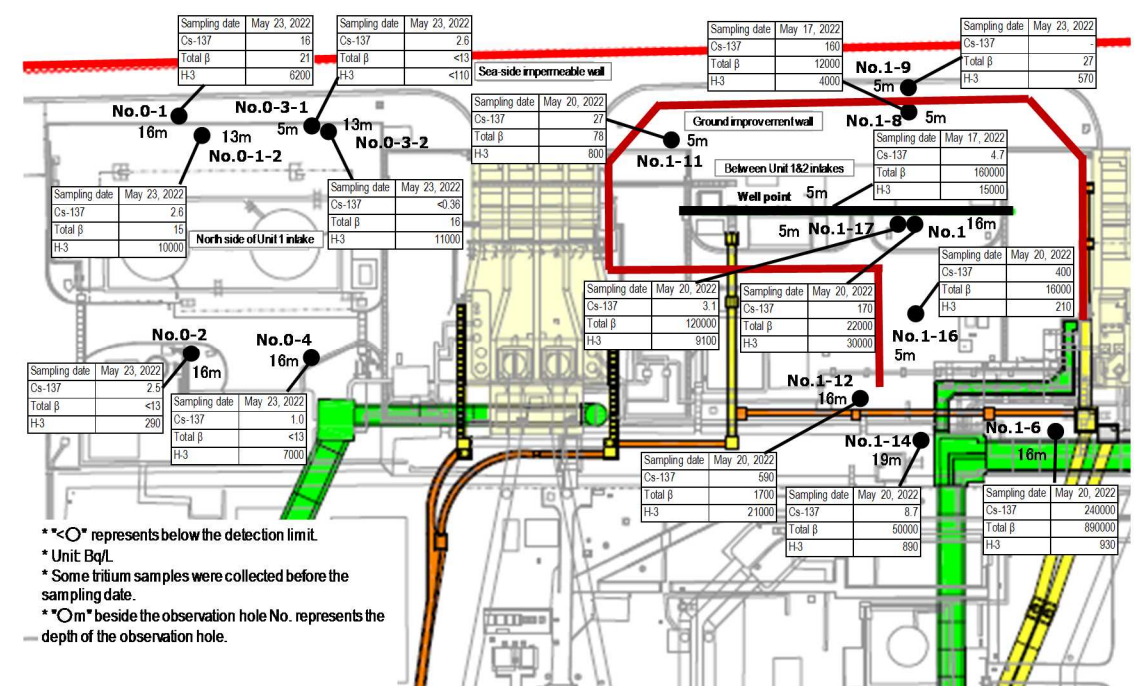 Sampling date May 23, 2022
Cs-137 16
Total β 21
H-3 6200
Sampling date May 23, 2022
Cs-137 2.6
Total β <13
H-3 <110
Sea-side impermeable wall
Sampling date May 17, 2022
Cs-137 160
Total β 12000
H-3 4000
Sampling date May 23, 2022
Cs-137 -
Total β 27
H-3 570
No.1-9
5m
No.0-1
16m
No.0-3-1
5m
13m
No.0-3-2
13m
No.0-1-2
Sampling date May 20, 2022
Cs-137 27
Total β 78
H-3 800
5m
No.1-11
Ground improverrent wall
No.1-8 5m
Sampling date May 17, 2022
Cs-137 4.7
Total β 160000
H-3 15000
Between Unit 1&2 intakes
Well point 5m
Sampling date May 23, 2022
Cs-137 2.6
Total β 15
H-3 10000
Sampling date May 23, 2022
Cs-137 <0.36
Total β 16
H-3 11000
North side of Unit 1 intake
5m No.1-17
No.1 16m
Sampling date May 20, 2022
Cs-137 400
Total β 16000
H-3 210
Sampling date May 20, 2022
Cs-137 3.1
Total β 120000
H-3 9100
Sampling date May 20, 2022
Cs-137 170
Total β 22000
H-3 30000
No.1-16
5m
No.0-2
16m
No.0-4
16m
Sampling date May 23, 2022
Cs-137 2.5
Total β <13
H-3 290
Sampling date May 23, 2022
Cs-137 1.0
Total β <13
H-3 7000
No.1-12
16m
No.1-14
19m
No.1-6
16m
Sampling date May 20, 2022
Cs-137 590
Total β 1700
H-3 21000
Sampling date May 20, 2022
Cs-137 8.7
Total β 50000
H-3 890
Sampling date May 20, 2022
Cs-137 240000
Total β 890000
H-3 930
* "<○" represents below the detection limit.
* Unit: Bq/L
* Some tritium samples were collected before the
sampling date.
* "○m" beside the observation hole No. represents the
depth of the observation hole.